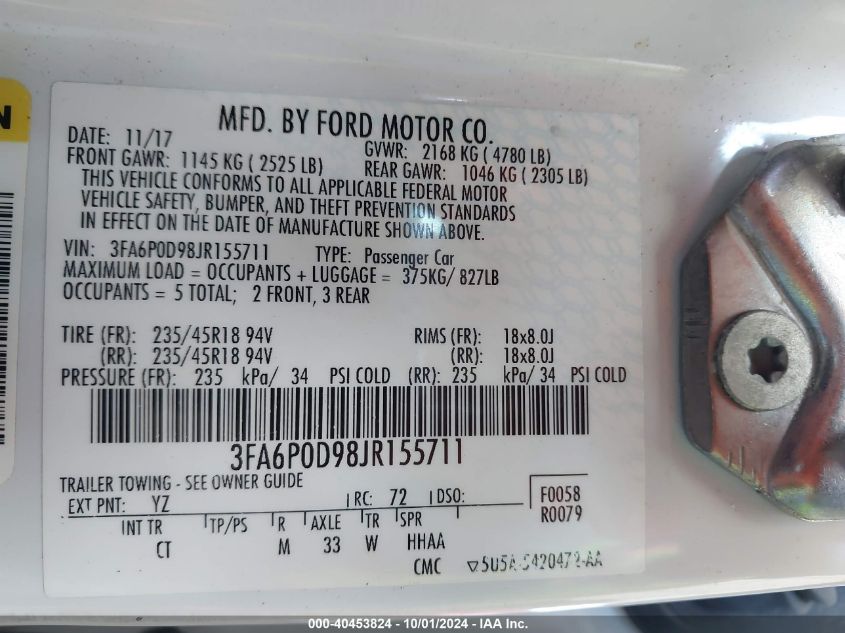 N
MFD. BY FORD MOTOR CO.
DATE: 11/17 GVWR: 2168 KG ( 4780 LB)
FRONT GAWR: 1145 KG ( 2525 LB) REAR GAWR: 1046 KG ( 2305 LB)
THIS VEHICLE CONFORMS TO ALL APPLICABLE FEDERAL MOTOR
VEHICLE SAFETY, BUMPER, AND THEFT PREVENTION STANDARDS
IN EFFECT ON THE DATE OF MANUFACTURE SHOWN ABOVE.
VIN: 3FA6P0D98JR155711 TYPE: Passenger Car
MAXIMUM LOAD = OCCUPANTS + LUGGAGE = 375KG/ 827LB
OCCUPANTS = 5 TOTAL; 2 FRONT, 3 REAR
TIRE (FR): 235/45R18 94V RIMS (FR): 18x8.0J
(RR): 235/45R18 94V (RR): 18x8.0J
PRESSURE (FR): 235 kPa/ 34 PSI COLD (RR): 235 kPa/ 34 PSI COLD
3FA6P0D98JR155711
TRAILER TOWING - SEE OWNER GUIDE
EXT PNT: YZ RC: 72 DSO: F0058
R0079
INT TR TP/PS R AXLE TR SPR
CT M 33 W HHAA
CMC
000-40453824 - 10/01/2024 - IAA Inc.